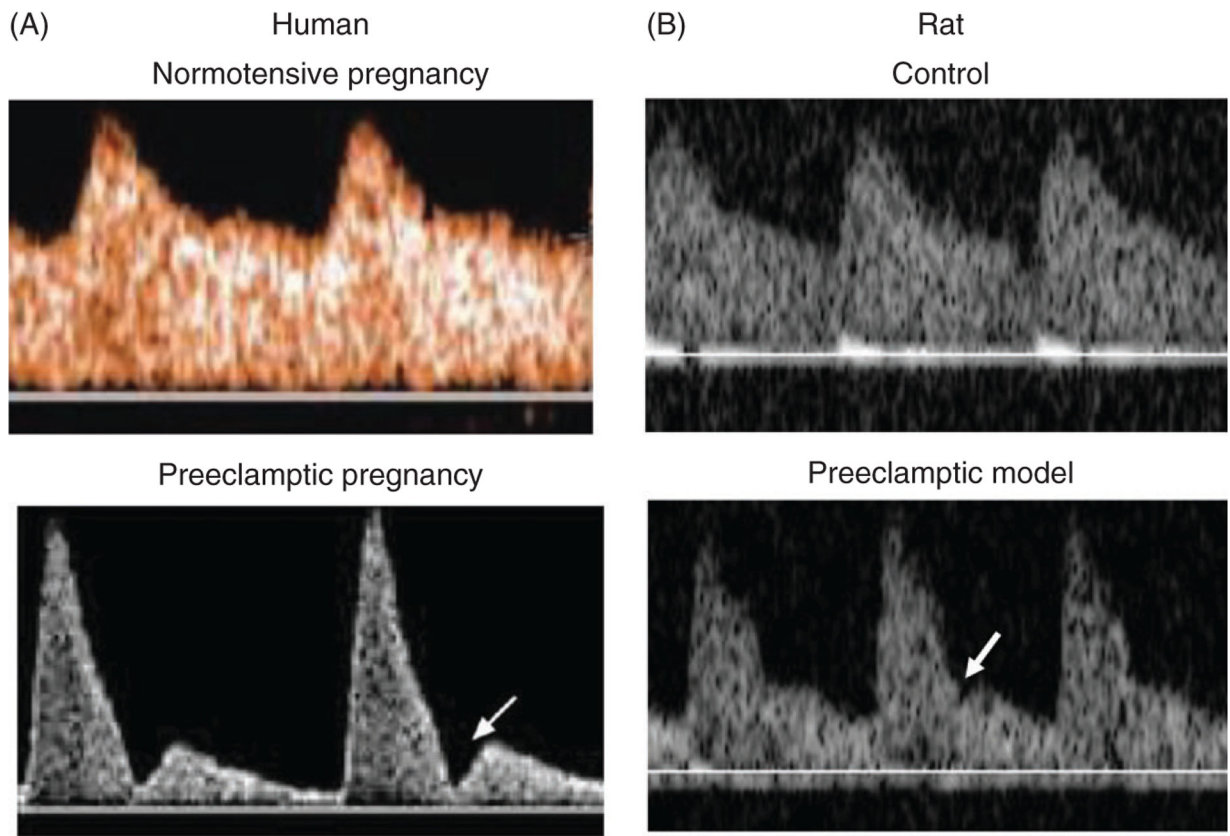 (A) Human
Normotensive pregnancy
Preeclamptic pregnancy
(B) Rat
Control
Preeclamptic model